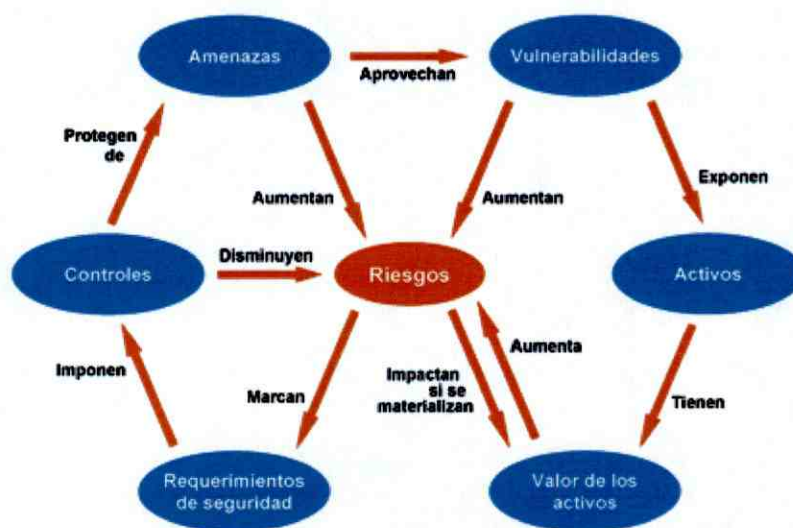 Amenazas
Vulnerabilidades
Aprovechan
Protegen
de
Aumentan
Aumentan
Exponen
Controles
Disminuyen
Riesgos
Activos
Imponen
Marcan
Impactan
si se
materializan
Aumenta
Tienen
Requerimientos
de seguridad
Valor de los
activos